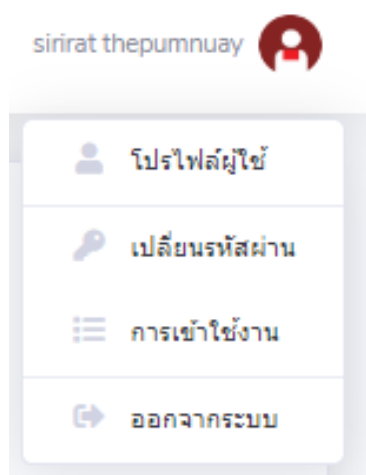 sirirat thepumnuay
โปรไฟล์ผู้ใช้
เปลี่ยนรหัสผ่าน
การเข้าใช้งาน
ออกจากระบบ